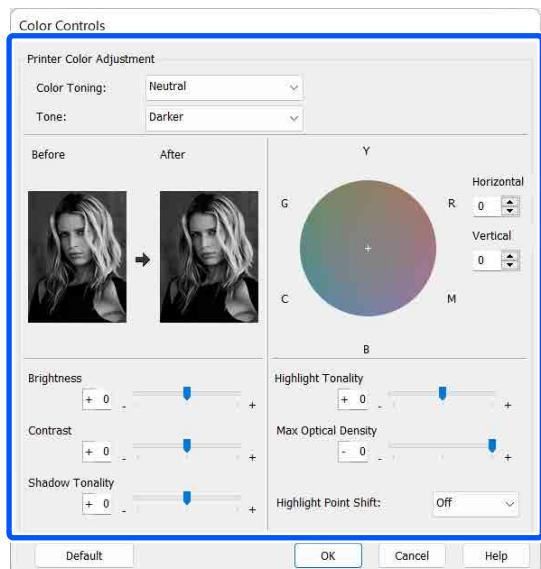 Color Controls
Printer Color Adjustment
Color Toning: Neutral
Tone: Darker
Before After
Y
G
R
C
M
B
Horizontal
0
Vertical
0
Brightness
+ 0
- +
Contrast
+ 0
- +
Shadow Tonality
+ 0
- +
Highlight Tonality
+ 0
- +
Max Optical Density
- 0
- +
Highlight Point Shift: Off
Default OK Cancel Help